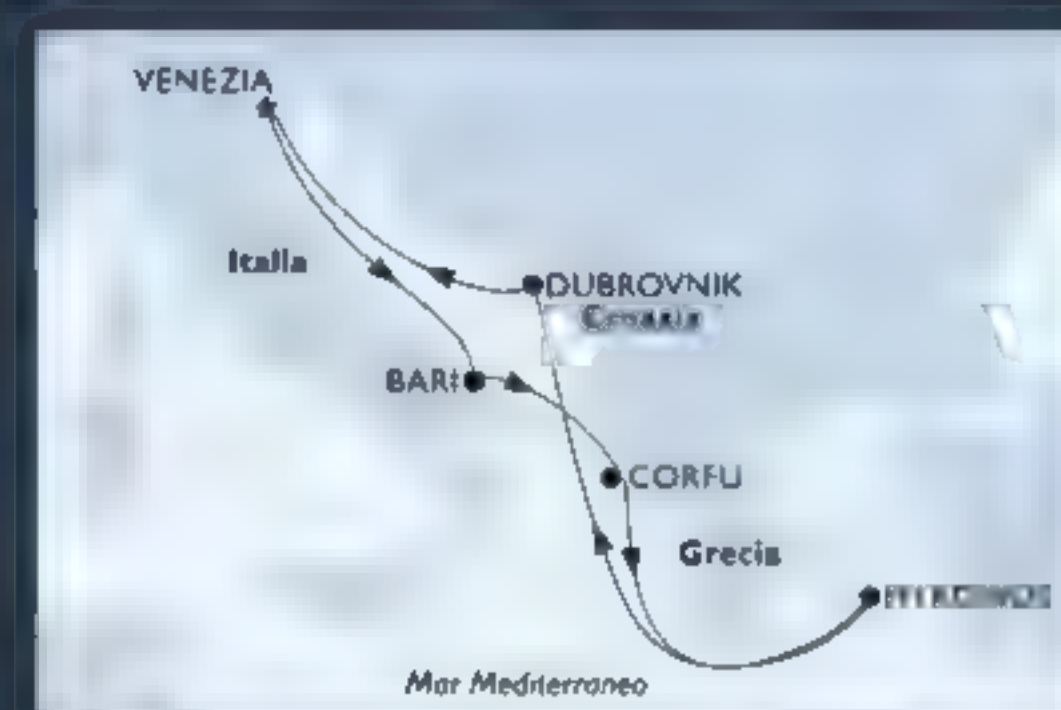 VENEZIA
Italia
DUBROVNIK
BARI
CORFU
Grecia
Mar Mediterraneo